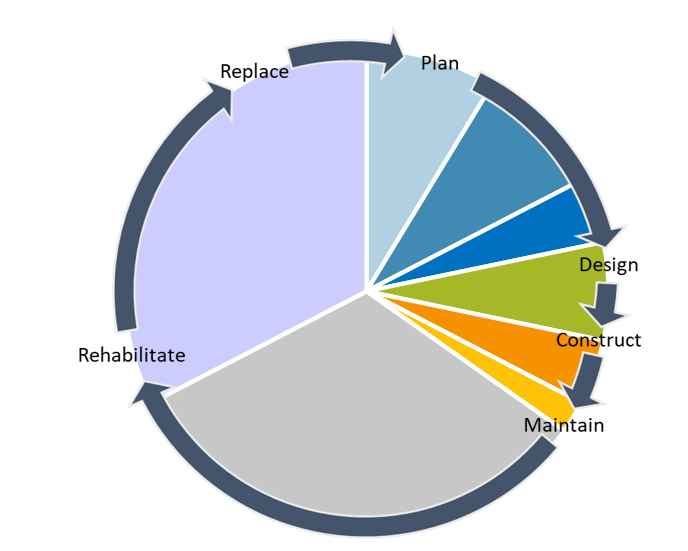 Plan
Design
Construct
Maintain
Rehabilitate
Replace